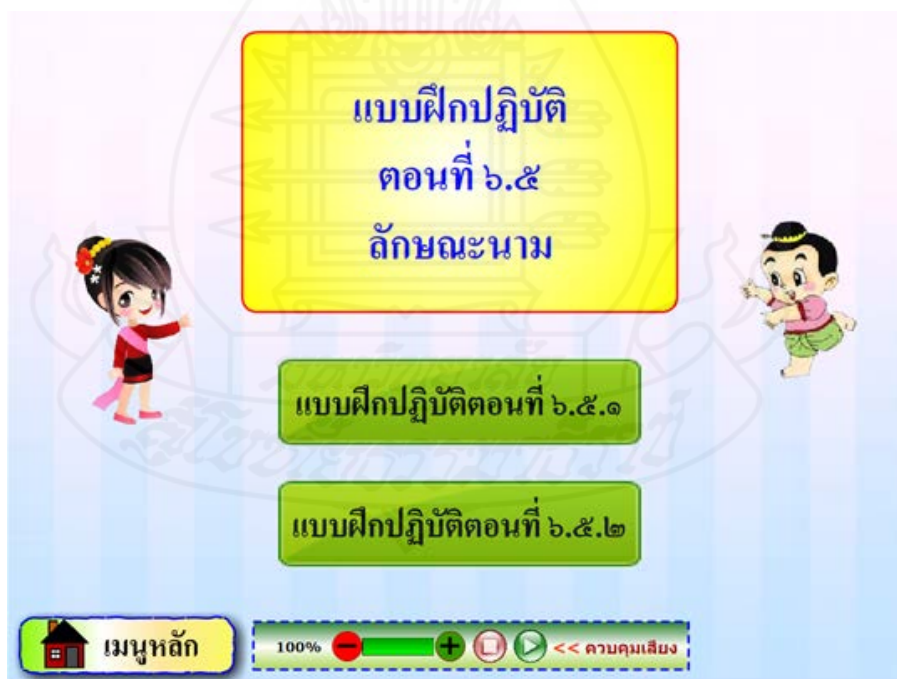 แบบฝึกปฏิบัติ
ตอนที่ ๖.๕
ลักษณะนาม
แบบฝึกปฏิบัติตอนที่ ๖.๕.๑
แบบฝึกปฏิบัติตอนที่ ๖.๕.๒
เมนูหลัก
100%
<< ควบคุมเสียง